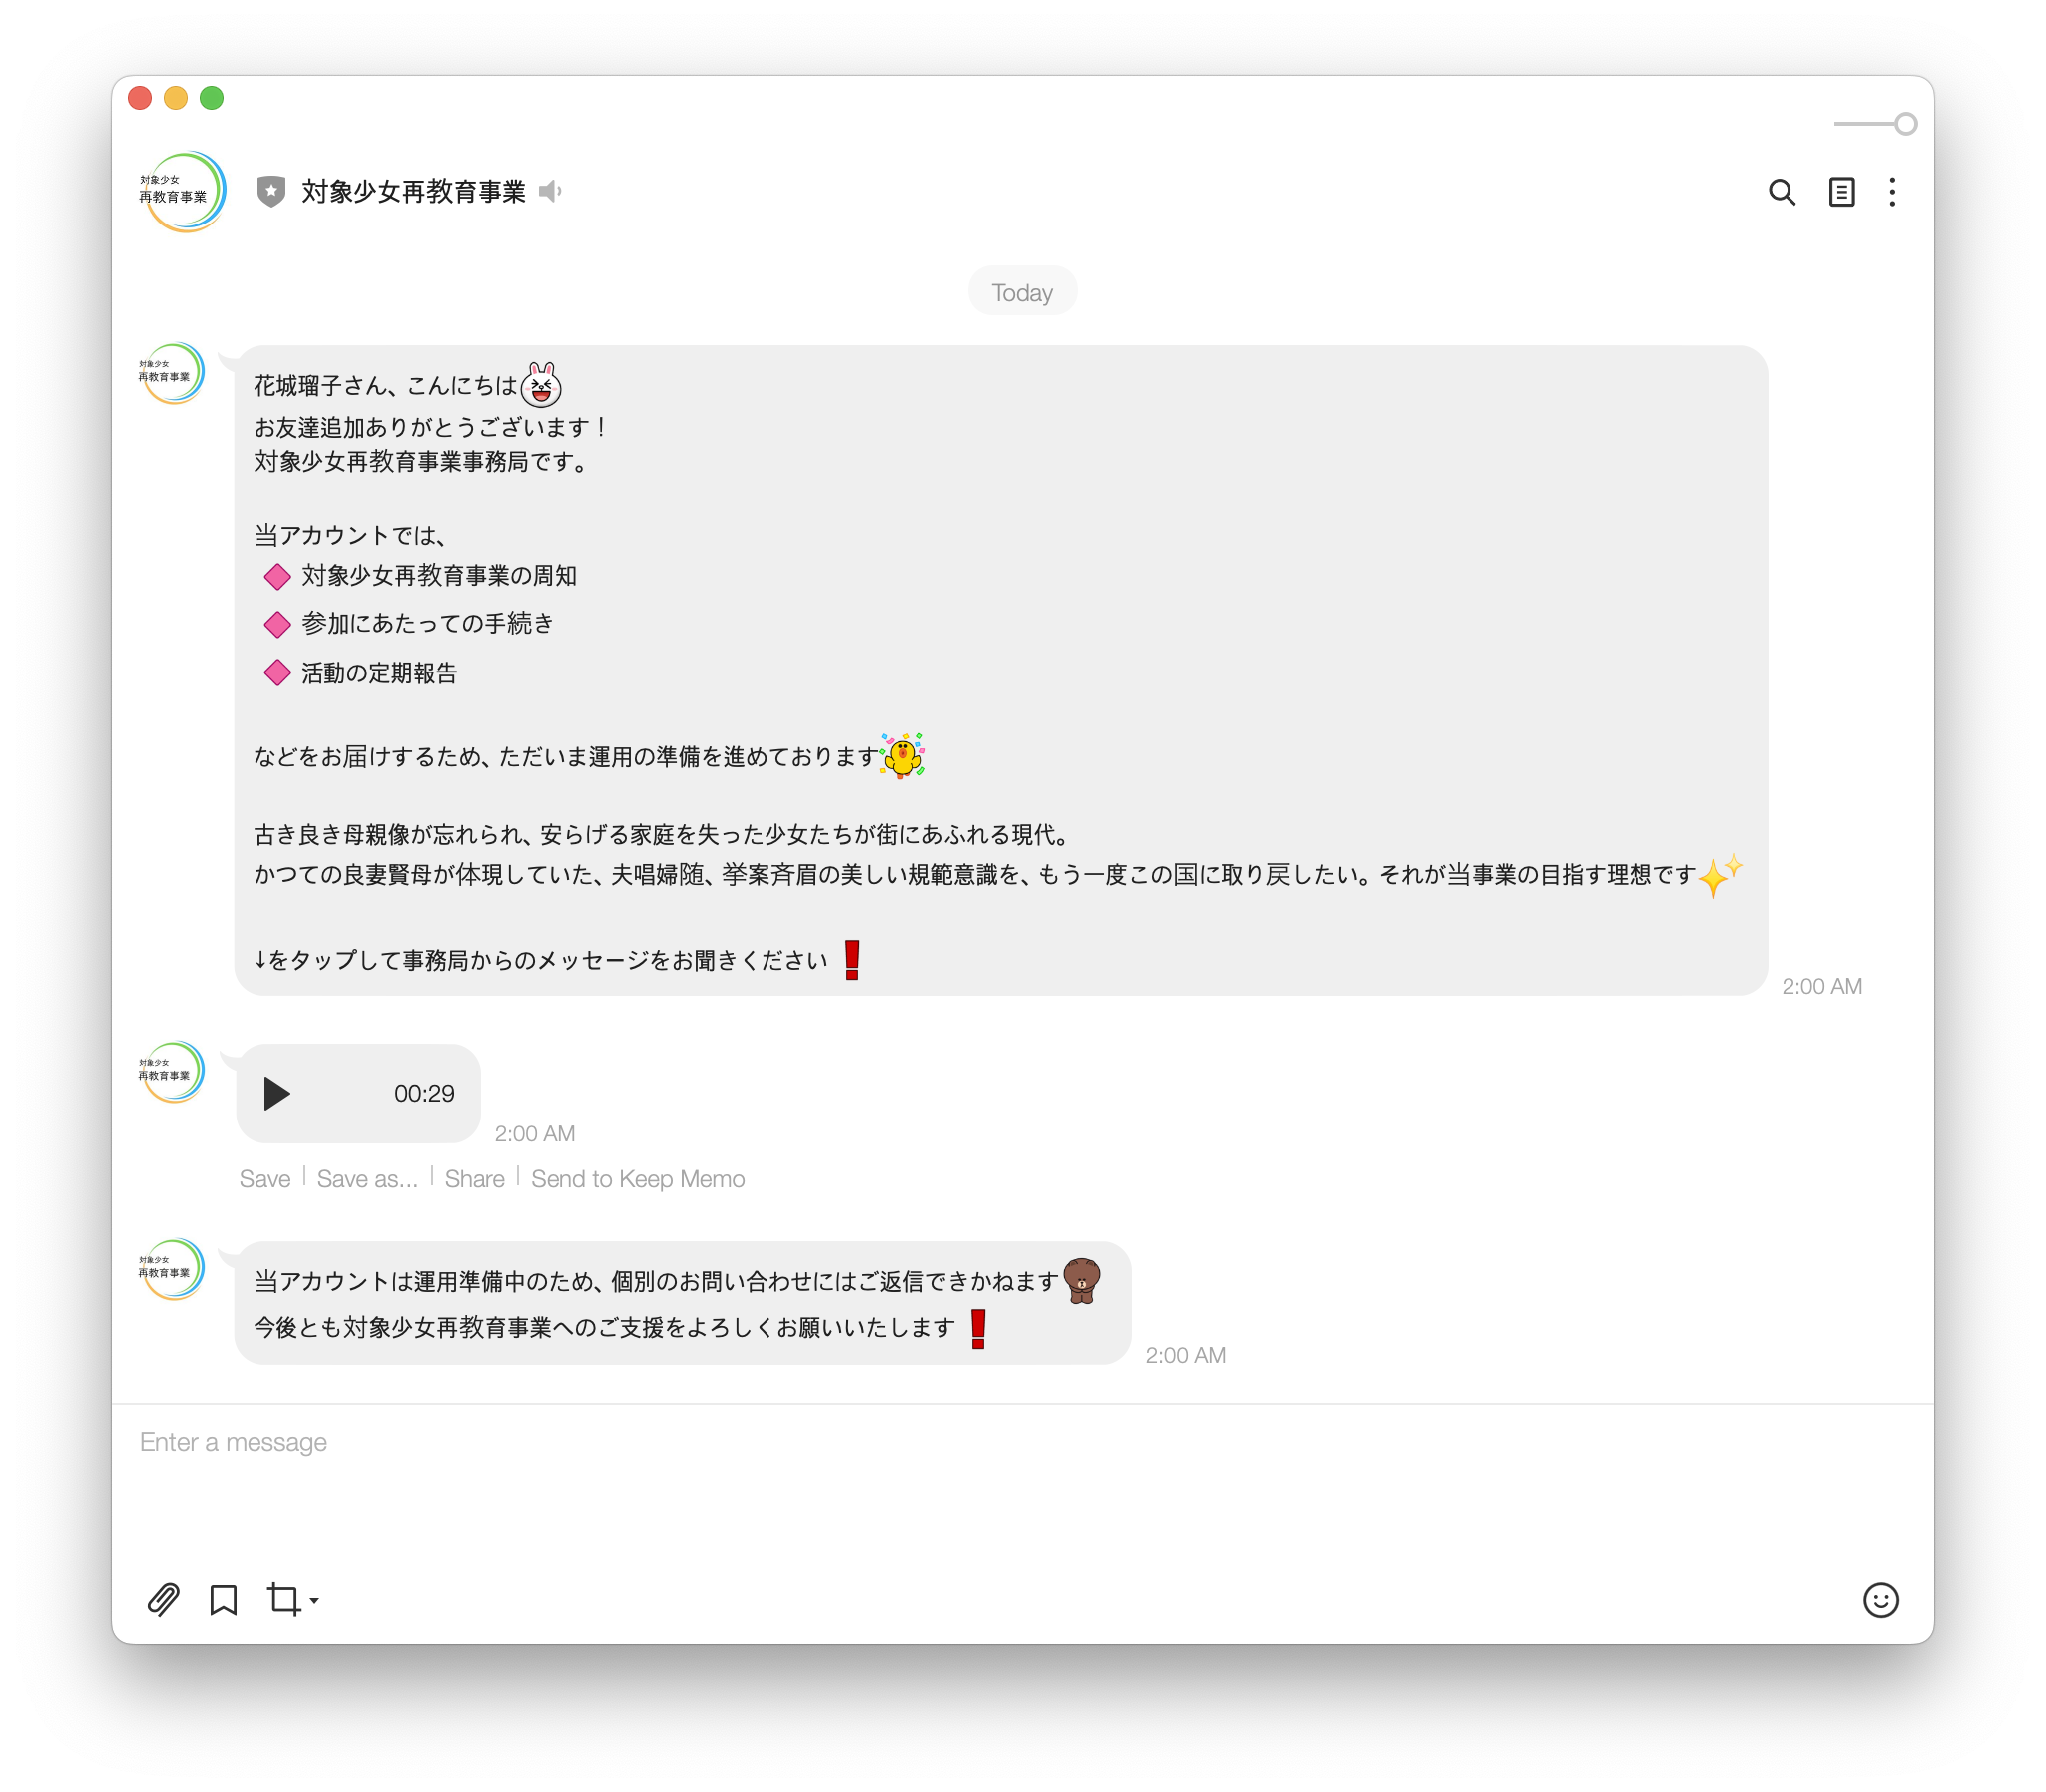 対象少女
再教育事業
対象少女再教育事業
Today
対象少女
再教育事業
花城瑠子さん、こんにちは
お友達追加ありがとうございます！
対象少女再教育事業事務局です。
当アカウントでは、
対象少女再教育事業の周知
参加にあたっての手続き
活動の定期報告
などをお届けするため、ただいま運用の準備を進めております
古き良き母親像が忘れられ、安らげる家庭を失った少女たちが街にあふれる現代。
かつての良妻賢母が体現していた、夫唱婦随、挙案斉眉の美しい規範意識を、もう一度この国に取り戻したい。それが当事業の目指す理想です
↓をタップして事務局からのメッセージをお聞きください❗
2:00 AM
対象少女
再教育事業
00:29
2:00 AM
Save | Save as... | Share | Send to Keep Memo
対象少女
再教育事業
当アカウントは運用準備中のため、個別のお問い合わせにはご返信できかねます
今後とも対象少女再教育事業へのご支援をよろしくお願いいたします❗
2:00 AM
Enter a message